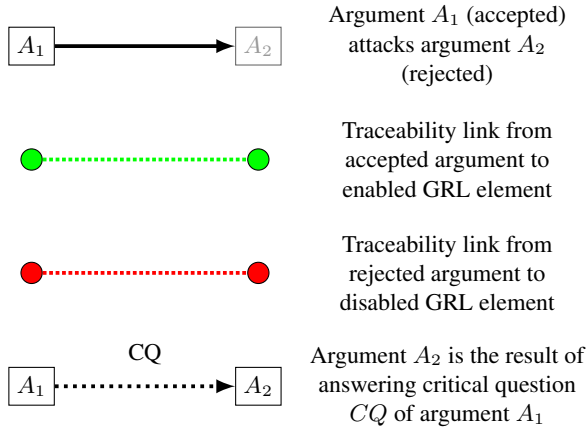 A₁ A₂ Argument A₁ (accepted)
attacks argument A₂
(rejected)
Traceability link from
accepted argument to
enabled GRL element
Traceability link from
rejected argument to
disabled GRL element
CQ
A₁ A₂ Argument A₂ is the result of
answering critical question
CQ of argument A₁